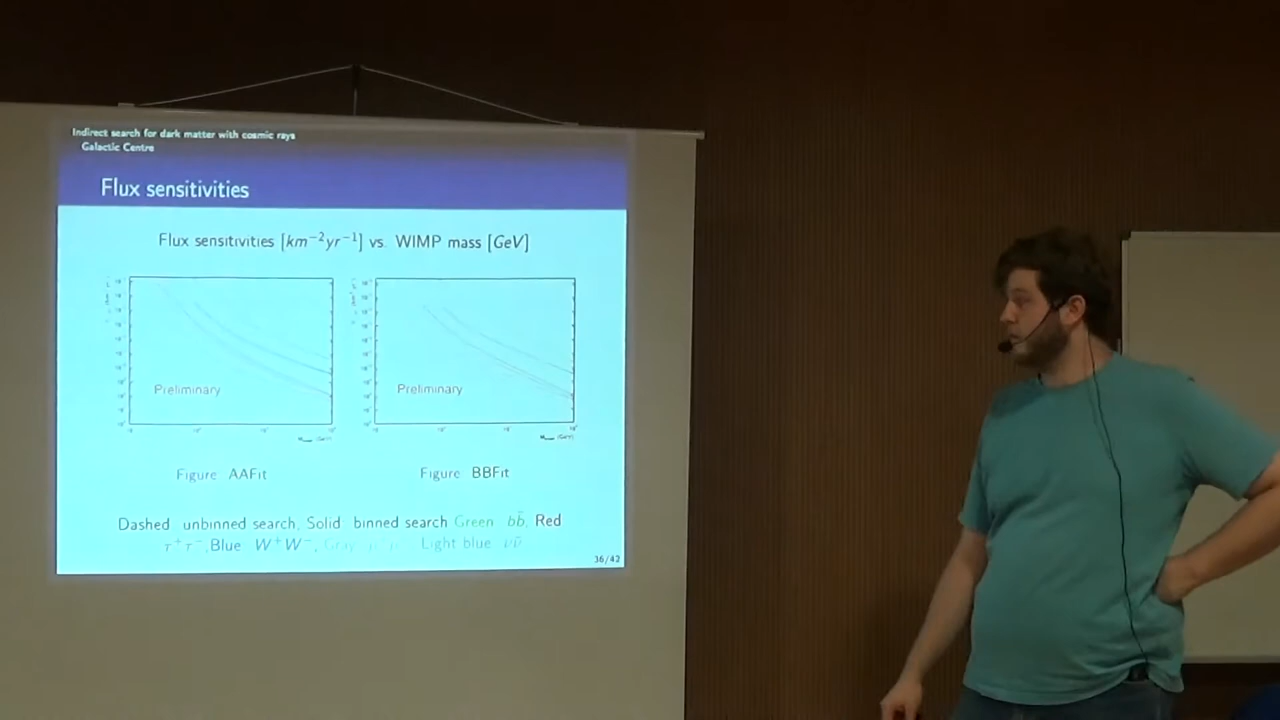 Indirect search for dark matter with cosmic rays
Galactic Centre
Flux sensitivities
Flux sensitivities [km⁻²yr⁻¹] vs. WIMP mass [GeV]
Preliminary
Preliminary
Figure AAFit
Figure BBFit
Dashed unbinned search, Solid binned search Green bb̄, Red
τ⁺τ⁻, Blue W⁺W⁻, Gray Light blue νν̄
36/42